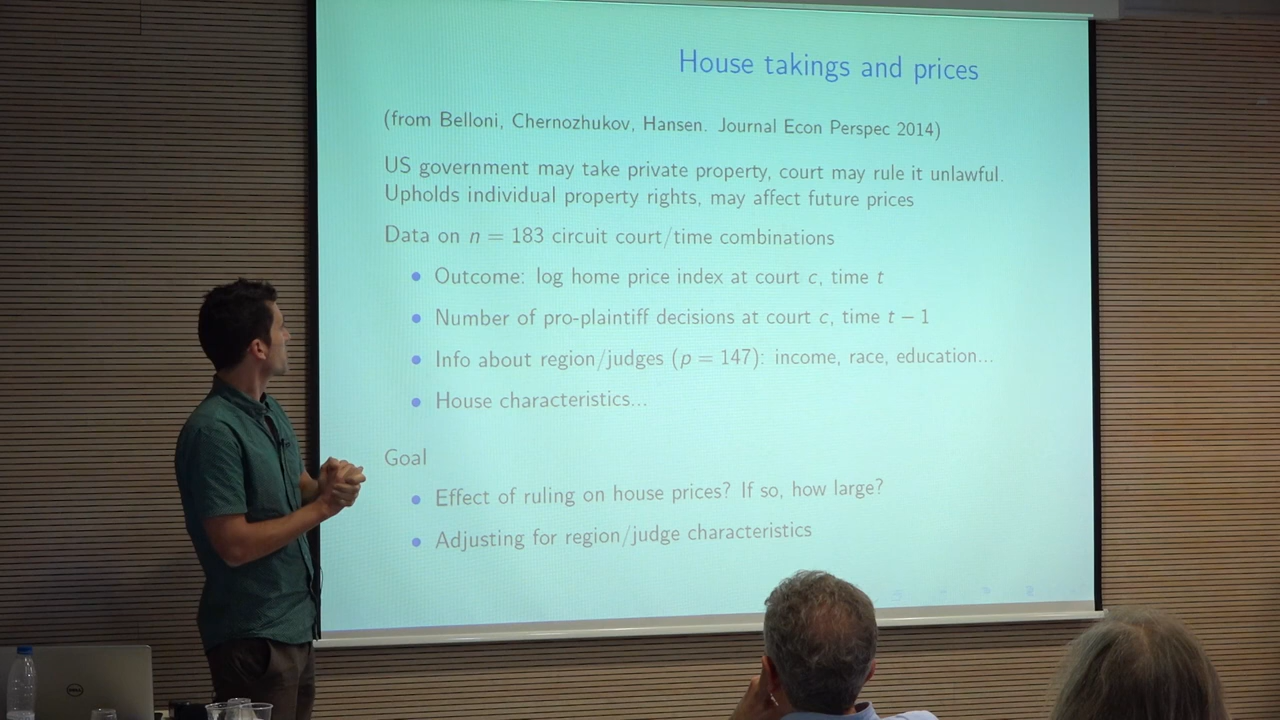 House takings and prices
(from Belloni, Chernozhukov, Hansen. Journal Econ Perspec 2014)
US government may take private property, court may rule it unlawful.
Upholds individual property rights, may affect future prices
Data on n = 183 circuit court/time combinations
• Outcome: log home price index at court c, time t
• Number of pro-plaintiff decisions at court c, time t − 1
• Info about region/judges (p = 147): income, race, education...
• House characteristics...
Goal
• Effect of ruling on house prices? If so, how large?
• Adjusting for region/judge characteristics
DELL